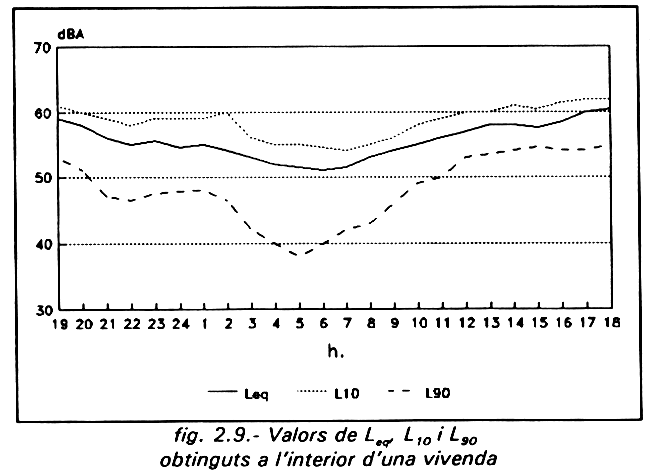 dBA
70
60
50
40
30
19 20 21 22 23 24 1 2 3 4 5 6 7 8 9 10 11 12 13 14 15 16 17 18
h.
Leq L10 L90
fig. 2.9.- Valors de Leq, L10 i L90
obtinguts a l'interior d'una vivenda